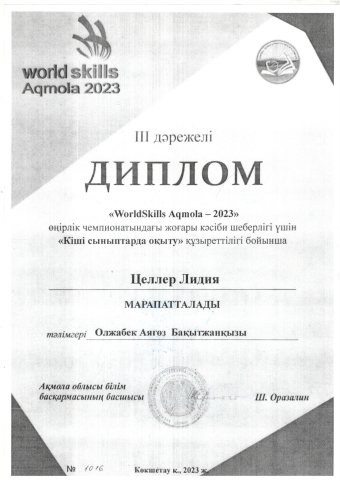 world skills
Aqmola 2023
III дәрежелі
ДИПЛОМ
«WorldSkills Aqmola – 2023»
өңірлік чемпионатындағы жоғары кәсіби шеберлігі үшін
«Кіші сыныптарда оқыту» құзыреттілігі бойынша
Целлер Лидия
МАРАПАТТАЛАДЫ
тәлімгері Олжабек Аягөз Бақытжанқызы
Ақмола облысы білім
басқармасының басшысы
Ш. Оразалин
№ 1016
Көкшетау қ., 2023 ж.